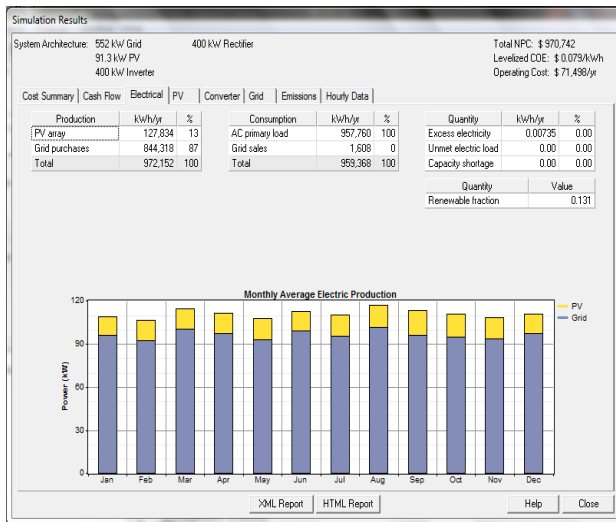 Simulation Results
System Architecture: 552 kW Grid 400 kW Rectifier Total NPC: $ 970,742
91.3 kW PV Levelized COE: $ 0.079/kWh
400 kW Inverter Operating Cost: $ 71,498/yr
Cost Summary Cash Flow Electrical PV Converter Grid Emissions Hourly Data
Production kWh/yr % Consumption kWh/yr % Quantity kWh/yr %
PV array 127,834 13 AC primary load 957,760 100 Excess electricity 0.00735 0.00
Grid purchases 844,318 87 Grid sales 1,608 0 Unmet electric load 0.00 0.00
Total 972,152 100 Total 959,368 100 Capacity shortage 0.00 0.00
Quantity Value
Renewable fraction 0.131
Monthly Average Electric Production
120
90
60
30
0
Power (kW)
PV
Grid
Jan Feb Mar Apr May Jun Jul Aug Sep Oct Nov Dec
XML Report HTML Report Help Close